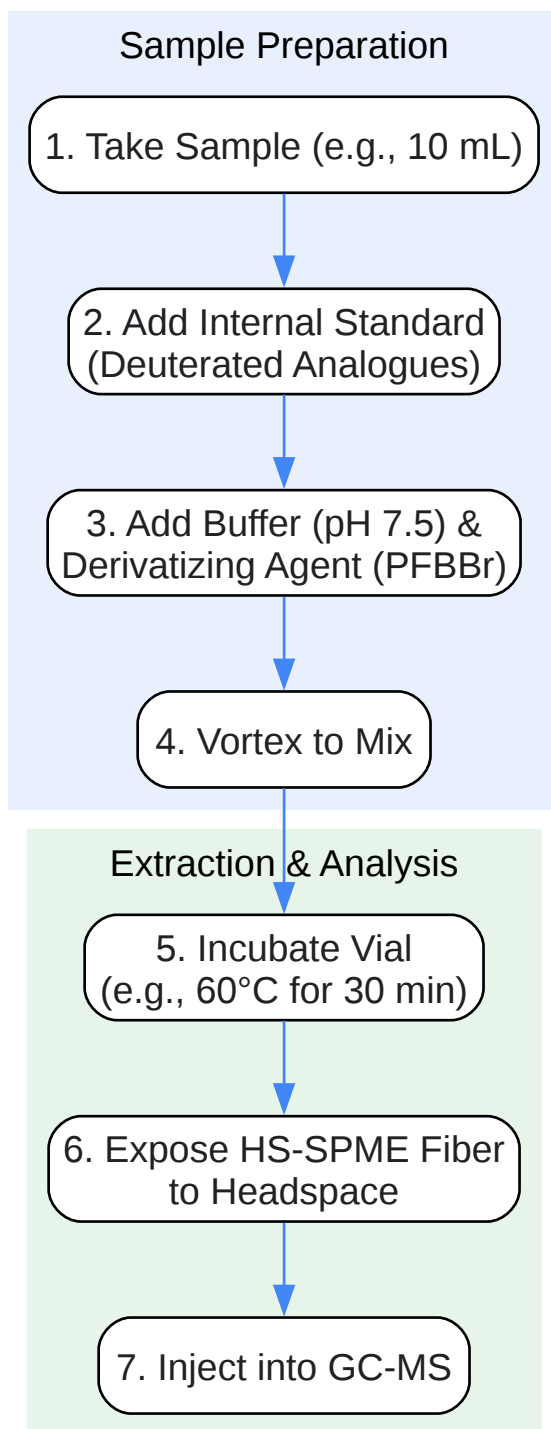 Sample Preparation
1. Take Sample (e.g., 10 mL)
2. Add Internal Standard
(Deuterated Analogues)
3. Add Buffer (pH 7.5) &
Derivatizing Agent (PFBBr)
4. Vortex to Mix
Extraction & Analysis
5. Incubate Vial
(e.g., 60°C for 30 min)
6. Expose HS-SPME Fiber
to Headspace
7. Inject into GC-MS